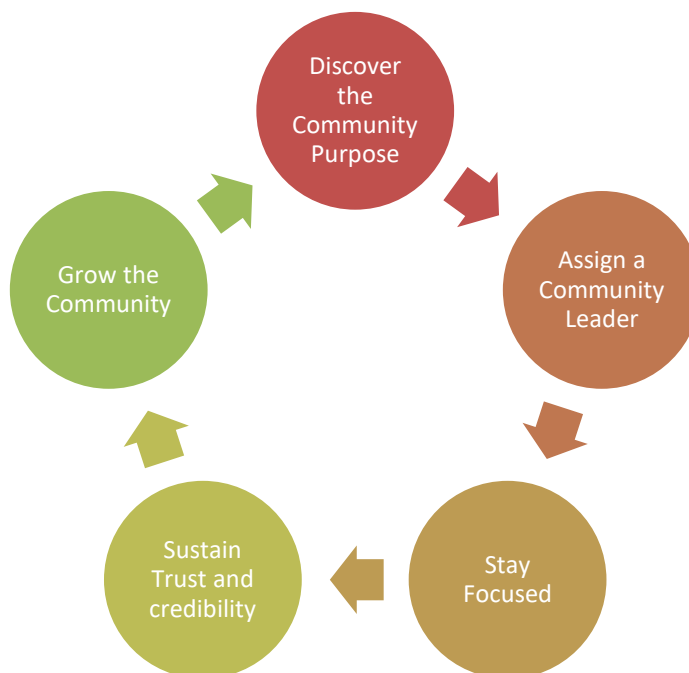 Discover
the
Community
Purpose
Assign a
Community
Leader
Stay
Focused
Sustain
Trust and
credibility
Grow the
Community